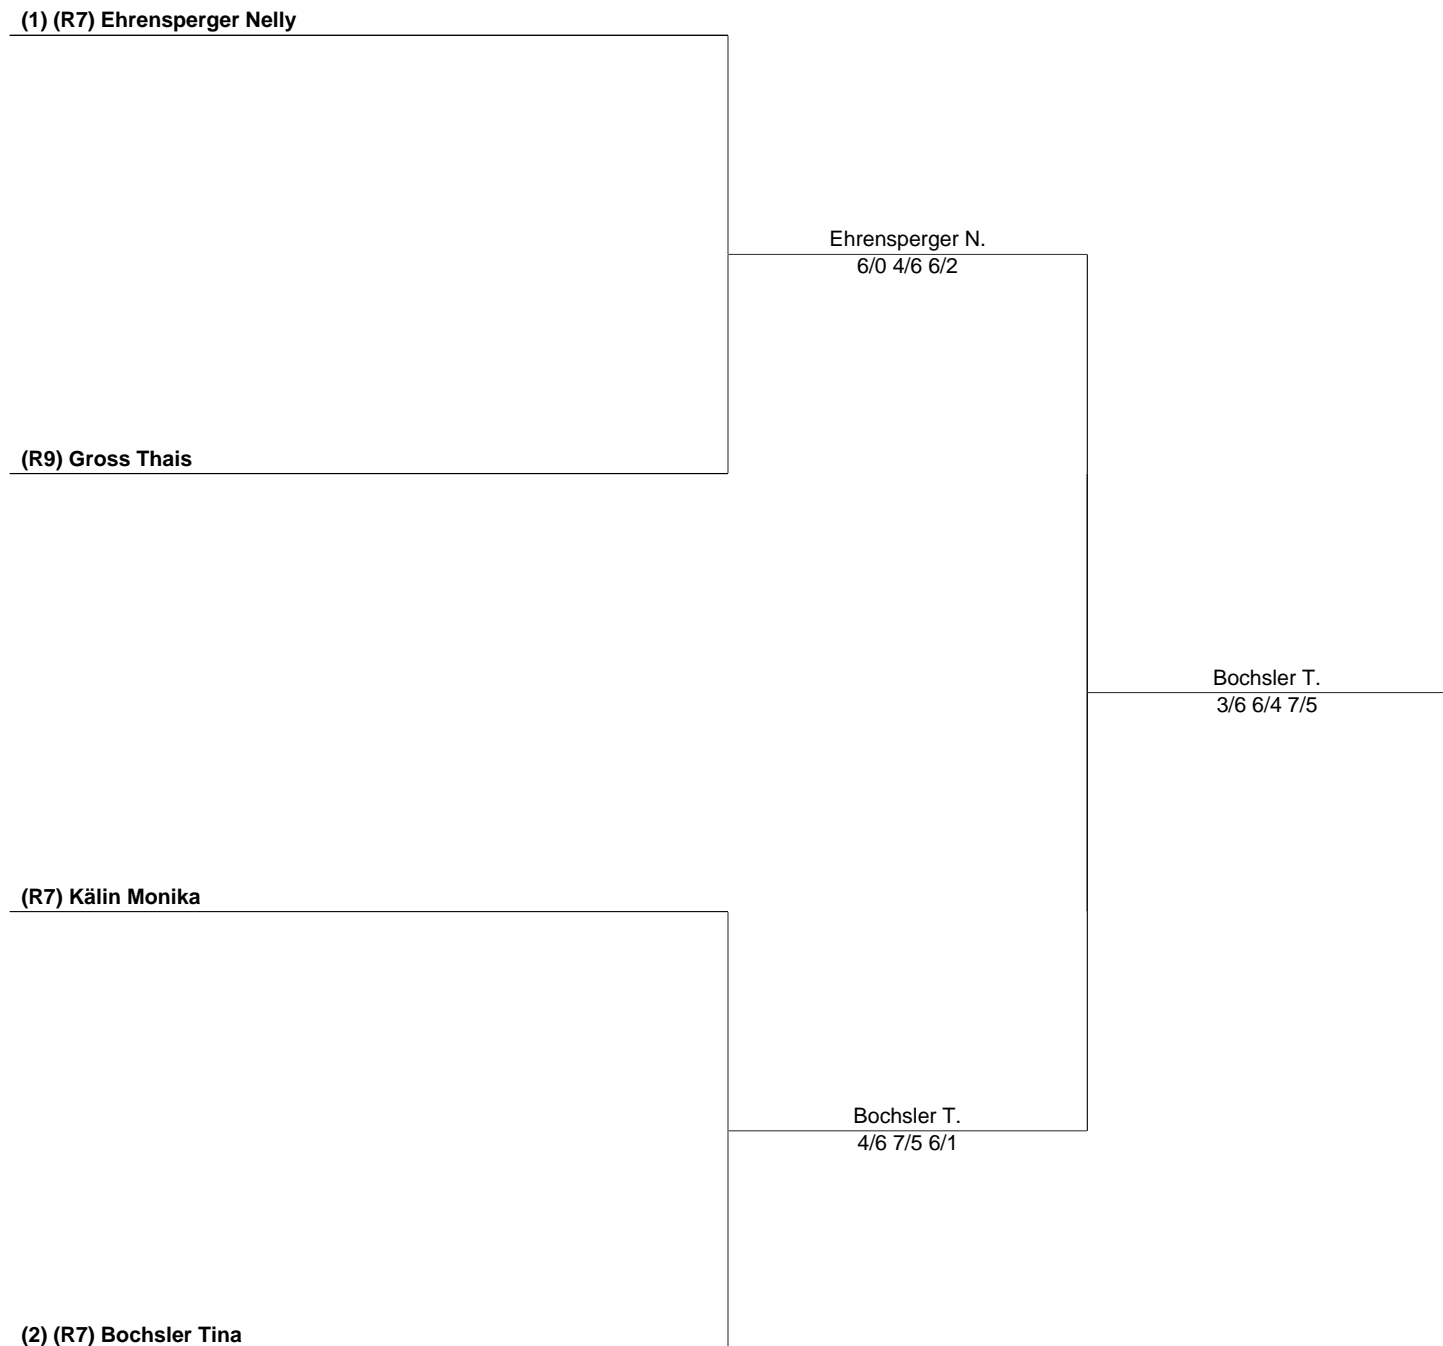 (1) (R7) Ehrensperger Nelly
Ehrensperger N.
6/0 4/6 6/2
(R9) Gross Thais
Bochsler T.
3/6 6/4 7/5
(R7) Kälin Monika
Bochsler T.
4/6 7/5 6/1
(2) (R7) Bochsler Tina